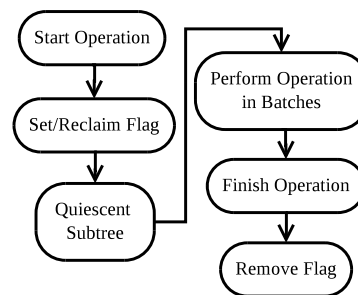 Start Operation
Set/Reclaim Flag
Quiescent
Subtree
Perform Operation
in Batches
Finish Operation
Remove Flag